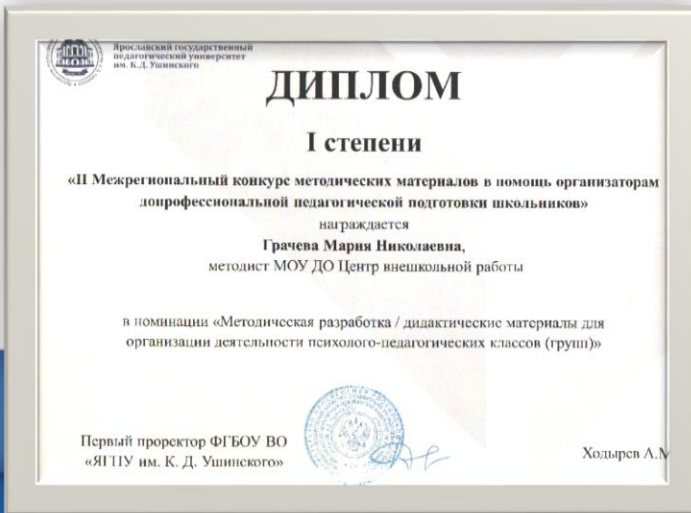 Ярославский государственный
педагогический университет
им. К.Д. Ушинского
ДИПЛОМ
I степени
«II Межрегиональный конкурс методических материалов в помощь организаторам
допрофессиональной педагогической подготовки школьников»
награждается
Грачева Мария Николаевна,
методист МОУ ДО Центр внешкольной работы
в номинации «Методическая разработка / дидактические материалы для
организации деятельности психолого-педагогических классов (групп)»
Первый проректор ФГБОУ ВО
«ЯГПУ им. К. Д. Ушинского»
Ходырев А.М